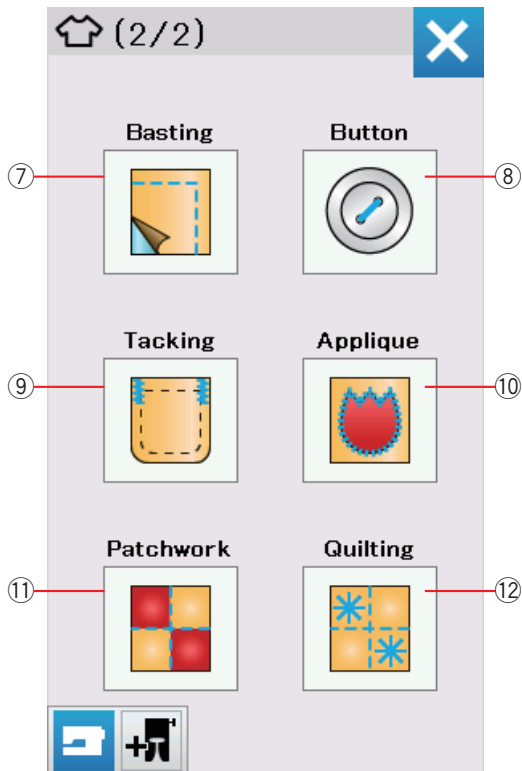 (2/2)
Basting Button
⑦ ⑧
Tacking Applique
⑨ ⑩
Patchwork Quilting
⑪ ⑫